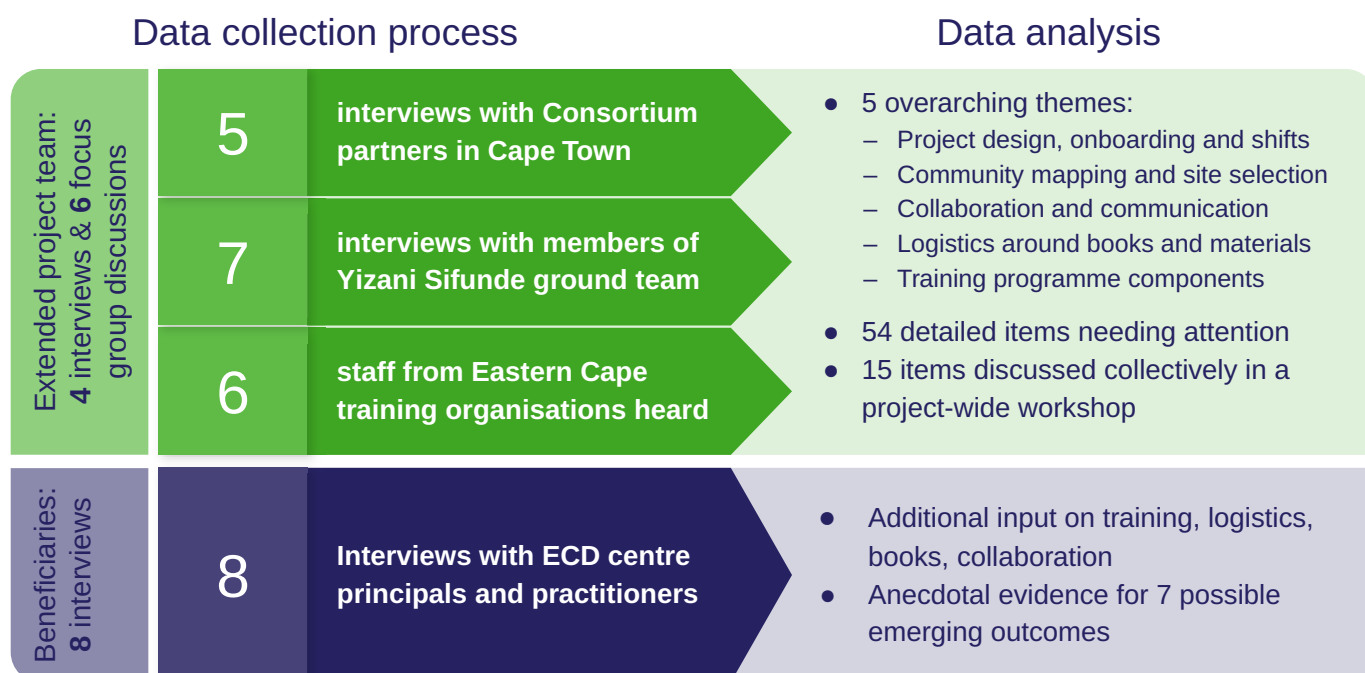 Data collection process
Data analysis
Extended project team:
4 interviews & 6 focus
group discussions
5
interviews with Consortium
partners in Cape Town
7
interviews with members of
Yizani Sifunde ground team
6
staff from Eastern Cape
training organisations heard
● 5 overarching themes:
– Project design, onboarding and shifts
– Community mapping and site selection
– Collaboration and communication
– Logistics around books and materials
– Training programme components
● 54 detailed items needing attention
● 15 items discussed collectively in a
project-wide workshop
Beneficiaries:
8 interviews
8
Interviews with ECD centre
principals and practitioners
● Additional input on training, logistics,
books, collaboration
● Anecdotal evidence for 7 possible
emerging outcomes